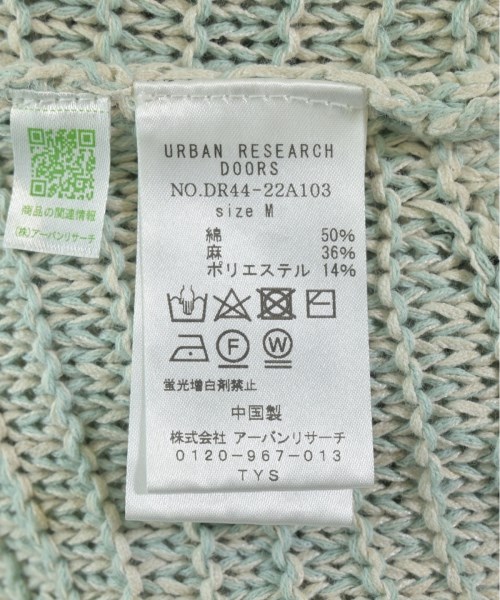 URBAN RESEARCH
DOORS
NO.DR44-22A103
size M
綿 50%
麻 36%
ポリエステル 14%
F
W
蛍光増白剤禁止
中国製
株式会社 アーバンリサーチ
0120-967-013
TYS
商品の関連情報
(株)アーバンリサーチ